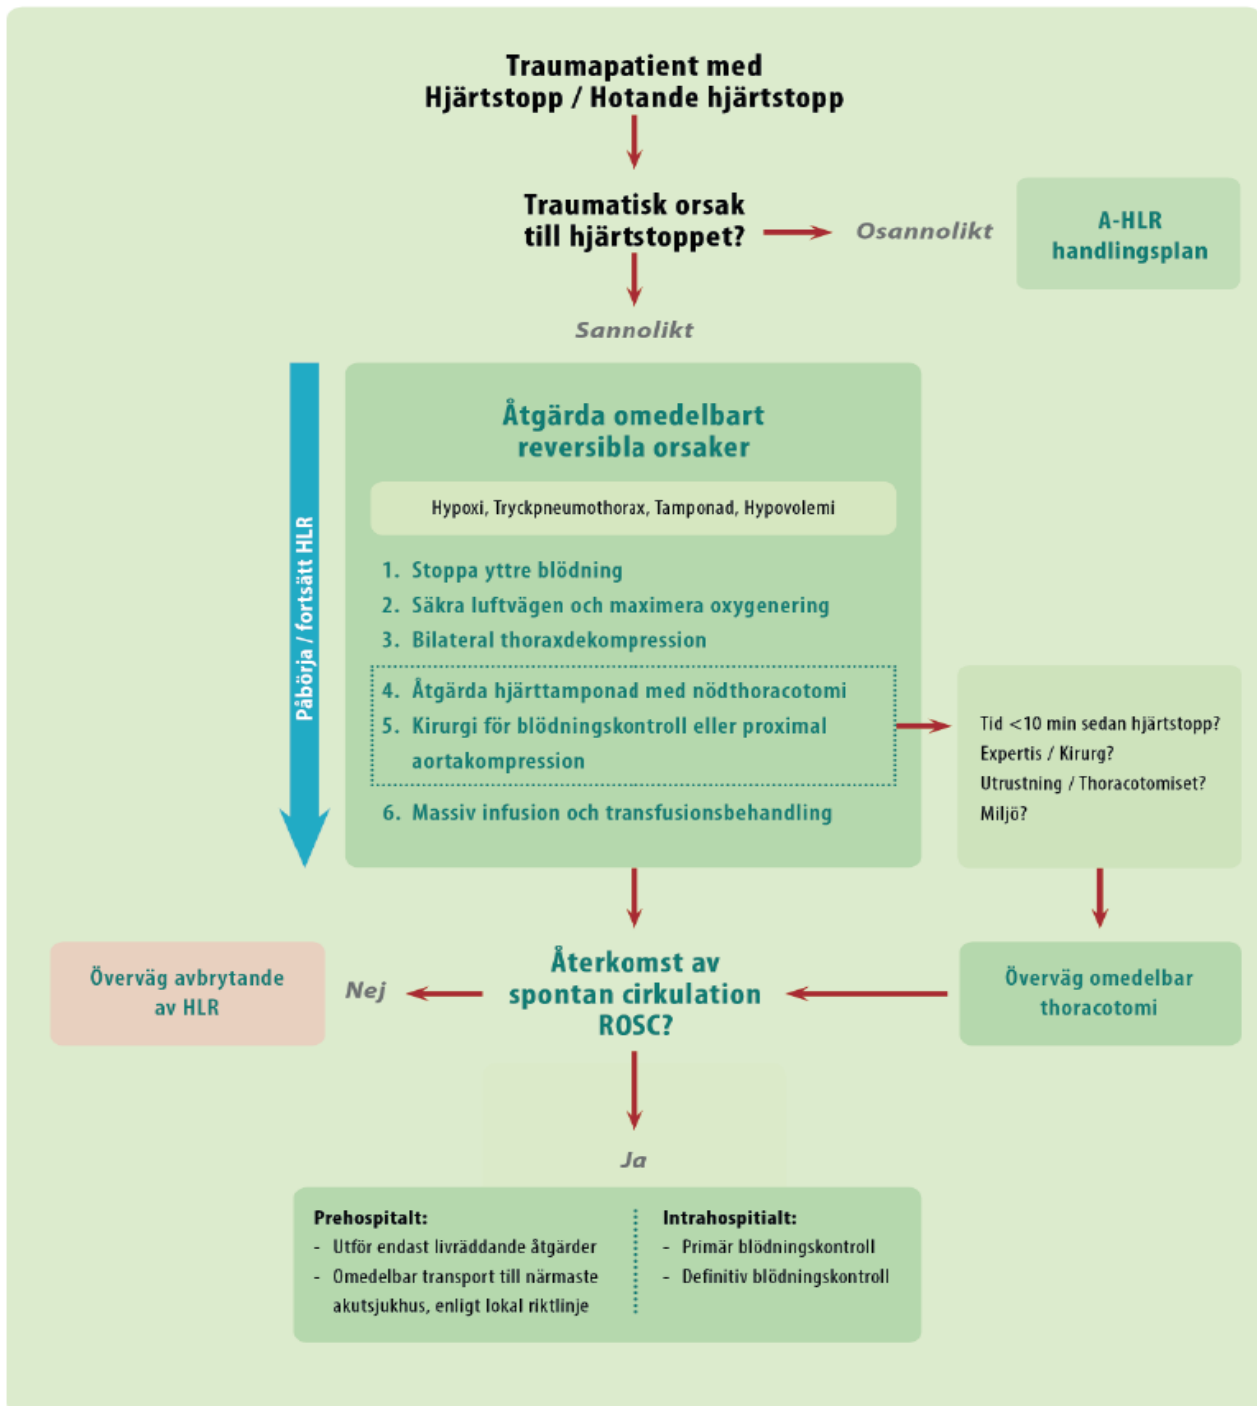 Traumapatient med
Hjärtstopp / Hotande hjärtstopp
Traumatisk orsak
till hjärtstoppet?
Osannolikt
A-HLR
handlingsplan
Sannolikt
Påbörja / fortsätt HLR
Åtgärda omedelbart
reversibla orsaker
Hypoxi, Tryckpneumothorax, Tamponad, Hypovolemi
1. Stoppa yttre blödning
2. Säkra luftvägen och maximera oxygenering
3. Bilateral thoraxdekompression
4. Åtgärda hjärttamponad med nödthoracotomi
5. Kirurgi för blödningskontroll eller proximal
aortakompression
6. Massiv infusion och transfusionsbehandling
Tid <10 min sedan hjärtstopp?
Expertis / Kirurg?
Utrustning / Thoracotomiset?
Miljö?
Överväg omedelbar
thoracotomi
Återkomst av
spontan cirkulation
ROSC?
Nej
Överväg avbrytande
av HLR
Ja
Prehospitalt:
- Utför endast livräddande åtgärder
- Omedelbar transport till närmaste
akutsjukhus, enligt lokal riktlinje
Intrahospitialt:
- Primär blödningskontroll
- Definitiv blödningskontroll